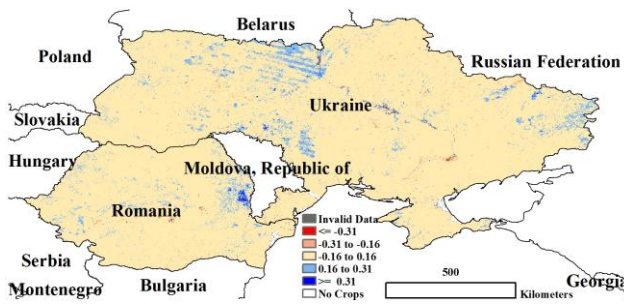 Belarus
Poland
Russian Federation
Ukraine
Slovakia
Hungary
Moldova, Republic of
Romania
Serbia
Montenegro
Bulgaria
Georgia
Invalid Data
<= -0.31
-0.31 to -0.16
-0.16 to 0.16
0.16 to 0.31
>= 0.31
No Crops
500
Kilometers